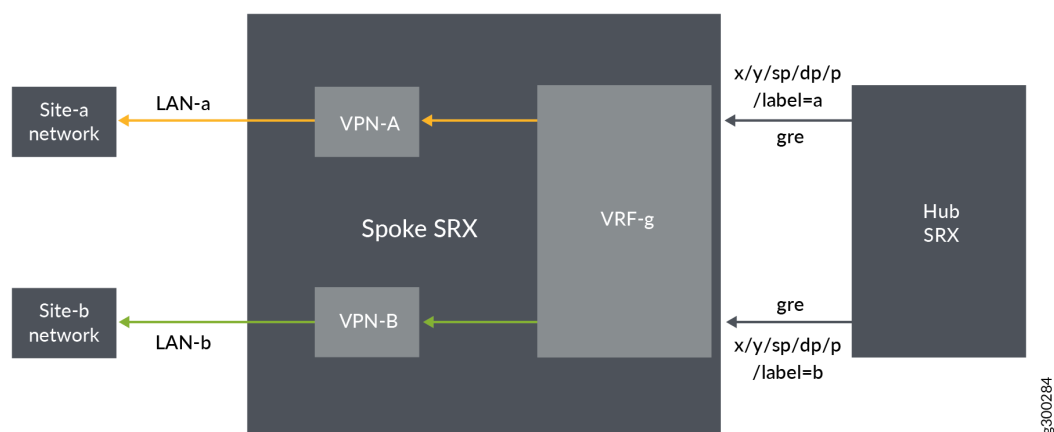 Site-a
network
LAN-a
VPN-A
x/y/sp/dp/p
/label=a
gre
Spoke SRX
VRF-g
Hub
SRX
Site-b
network
LAN-b
VPN-B
gre
x/y/sp/dp/p
/label=b
g300284